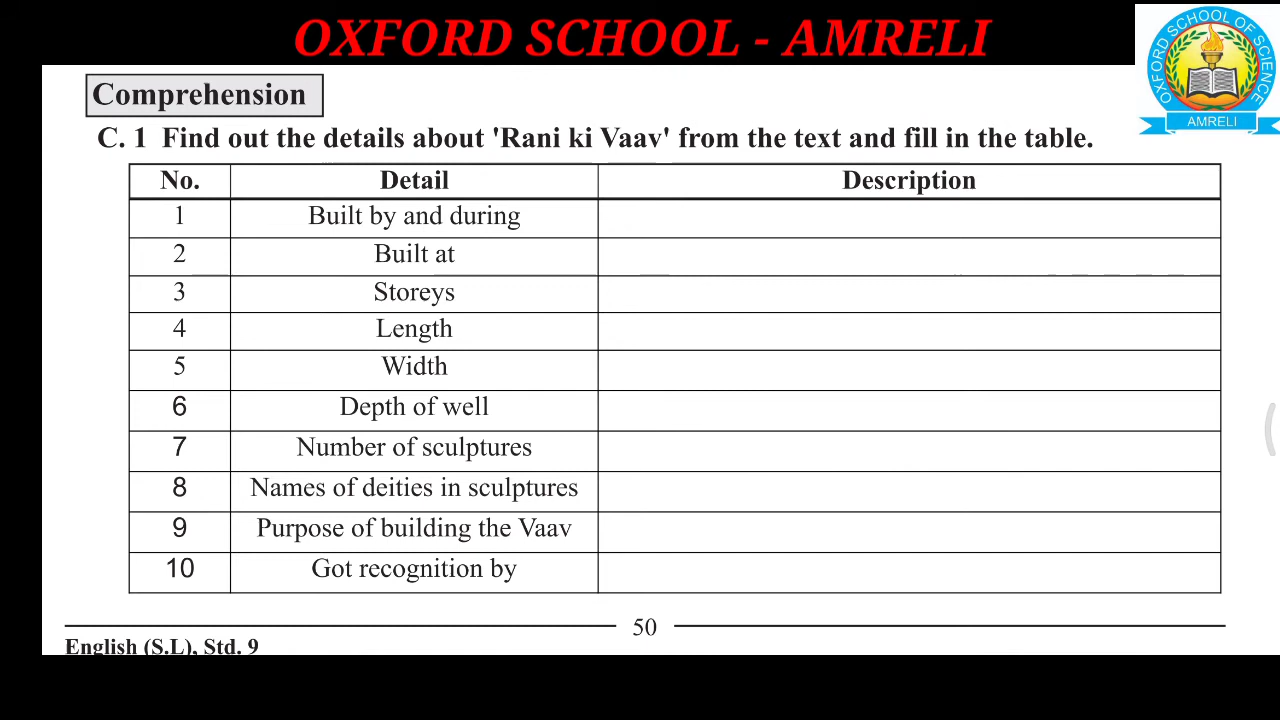 OXFORD SCHOOL - AMRELI
OXFORD SCHOOL OF SCIENCE
AMRELI
Comprehension
C. 1 Find out the details about 'Rani ki Vaav' from the text and fill in the table.
No. Detail Description
1 Built by and during
2 Built at
3 Storeys
4 Length
5 Width
6 Depth of well
7 Number of sculptures
8 Names of deities in sculptures
9 Purpose of building the Vaav
10 Got recognition by
50
English (S.L), Std. 9